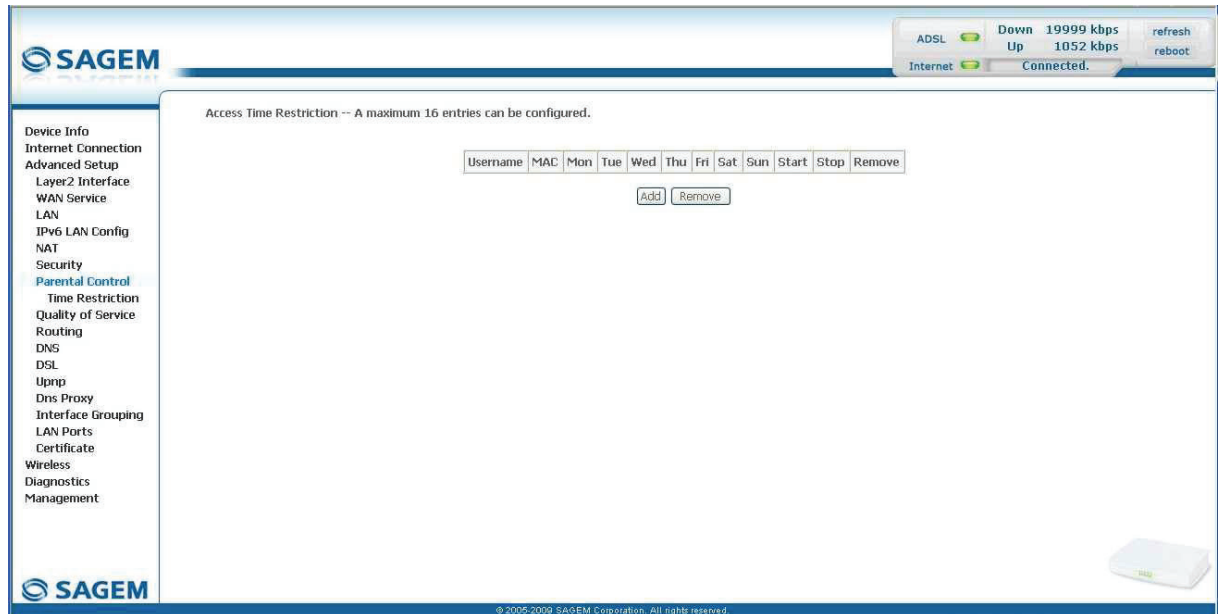 SAGEM
ADSL
Down 19999 kbps
Up 1052 kbps
refresh
reboot
Internet
Connected.
Access Time Restriction -- A maximum 16 entries can be configured.
Device Info
Internet Connection
Advanced Setup
Layer2 Interface
WAN Service
LAN
IPv6 LAN Config
NAT
Security
Parental Control
Time Restriction
Quality of Service
Routing
DNS
DSL
Upnp
Dns Proxy
Interface Grouping
LAN Ports
Certificate
Wireless
Diagnostics
Management
Username MAC Mon Tue Wed Thu Fri Sat Sun Start Stop Remove
Add Remove
SAGEM
© 2005-2009 SAGEM Corporation. All rights reserved.